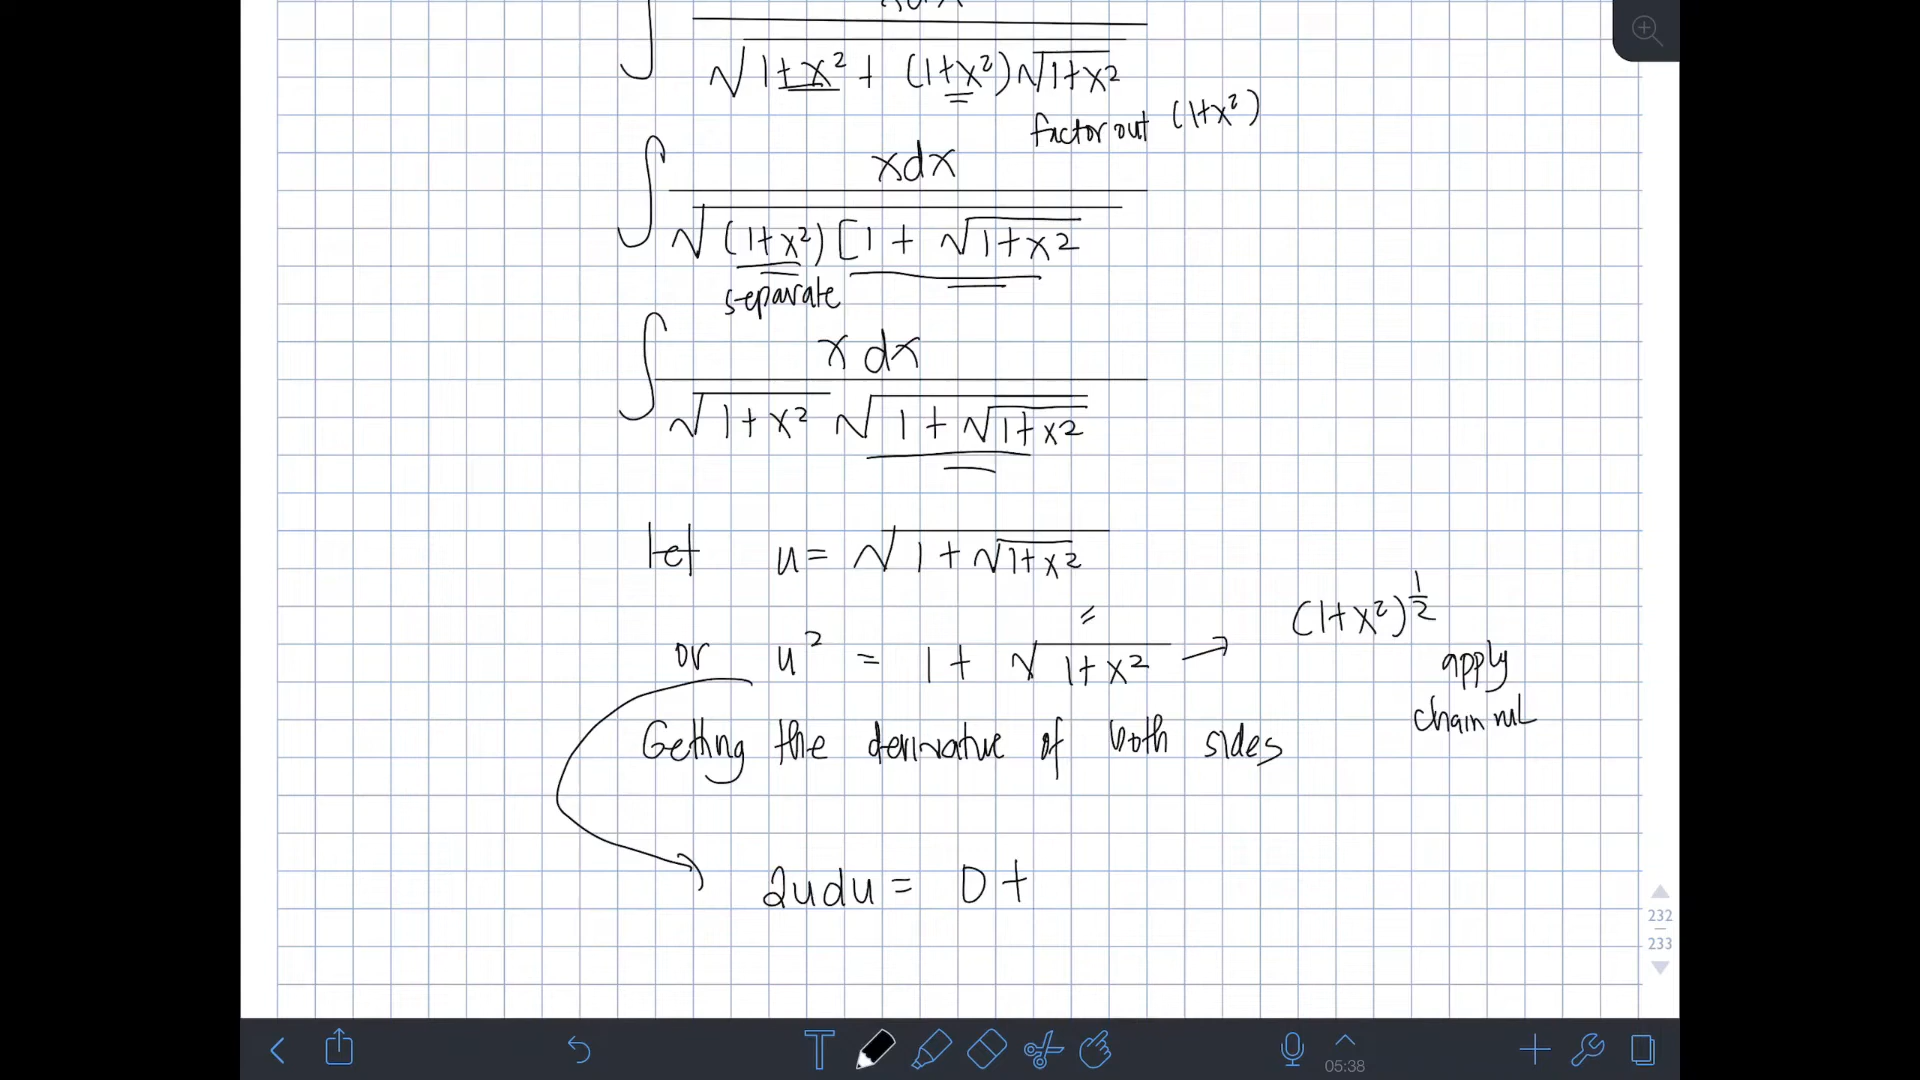 ∫ xdx / √(1+x² + (1+x²)√(1+x²))
factor out (1+x²)
∫ xdx / √((1+x²)[1 + √(1+x²)
separate
∫ x dx / (√(1+x²) √(1 + √(1+x²)))
let u = √(1 + √(1+x²))
(1+x²)^(1/2)
or u² = 1 + √(1+x²) →
apply
chain rul
Getting the derivative of both sides
2udu = 0 +
232
233
T
05:38